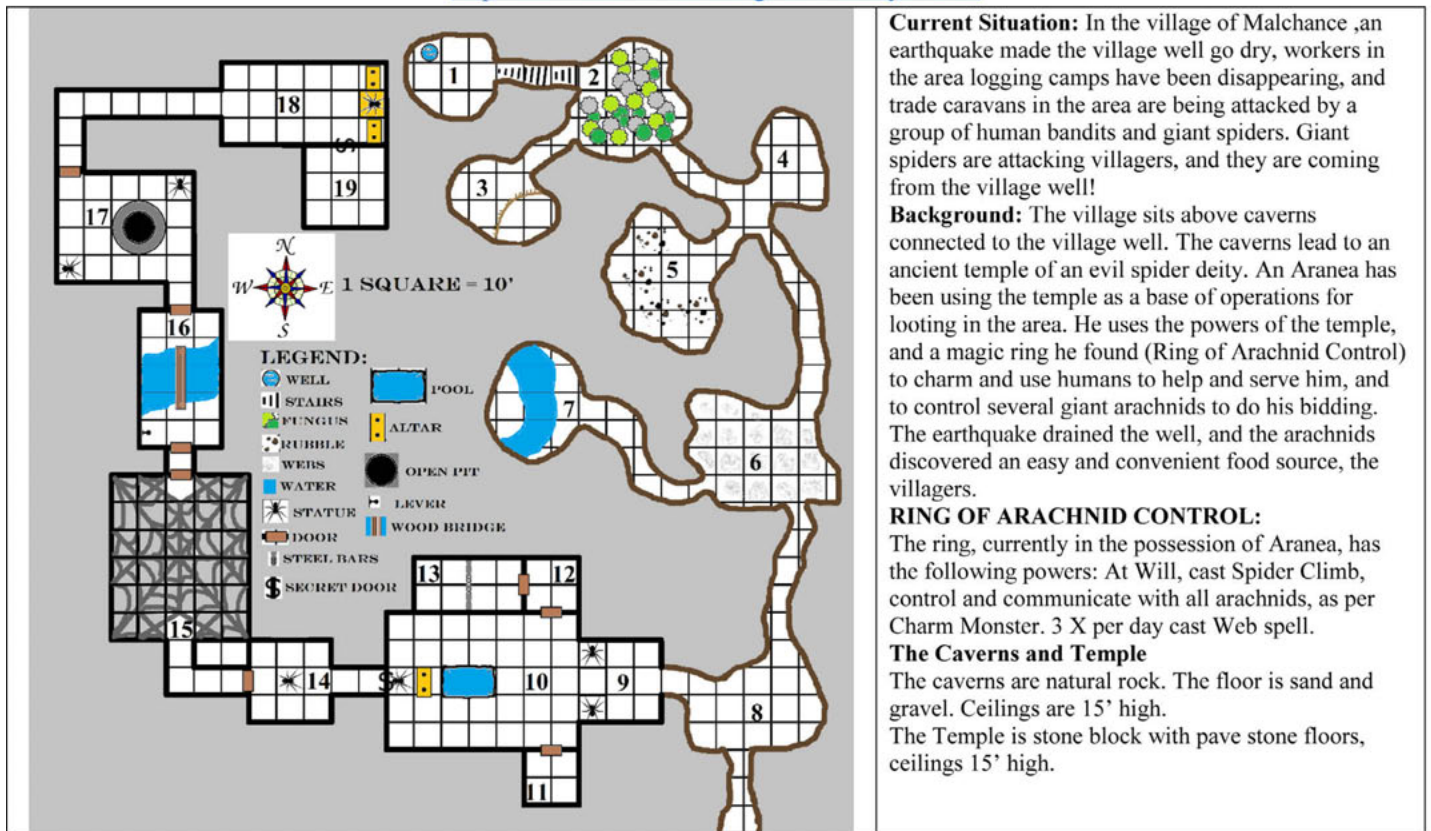 1
2
18
3
4
19
17
5
N
W
E
S
1 SQUARE = 10'
16
LEGEND:
WELL
STAIRS
FUNGUS
RUBBLE
WEBS
WATER
STATUE
DOOR
STEEL BARS
$ SECRET DOOR
POOL
ALTAR
OPEN PIT
LEVER
WOOD BRIDGE
7
6
13
12
15
14
$
10
9
8
11
Current Situation: In the village of Malchance ,an
earthquake made the village well go dry, workers in
the area logging camps have been disappearing, and
trade caravans in the area are being attacked by a
group of human bandits and giant spiders. Giant
spiders are attacking villagers, and they are coming
from the village well!
Background: The village sits above caverns
connected to the village well. The caverns lead to an
ancient temple of an evil spider deity. An Aranea has
been using the temple as a base of operations for
looting in the area. He uses the powers of the temple,
and a magic ring he found (Ring of Arachnid Control)
to charm and use humans to help and serve him, and
to control several giant arachnids to do his bidding.
The earthquake drained the well, and the arachnids
discovered an easy and convenient food source, the
villagers.
RING OF ARACHNID CONTROL:
The ring, currently in the possession of Aranea, has
the following powers: At Will, cast Spider Climb,
control and communicate with all arachnids, as per
Charm Monster. 3 X per day cast Web spell.
The Caverns and Temple
The caverns are natural rock. The floor is sand and
gravel. Ceilings are 15’ high.
The Temple is stone block with pave stone floors,
ceilings 15’ high.